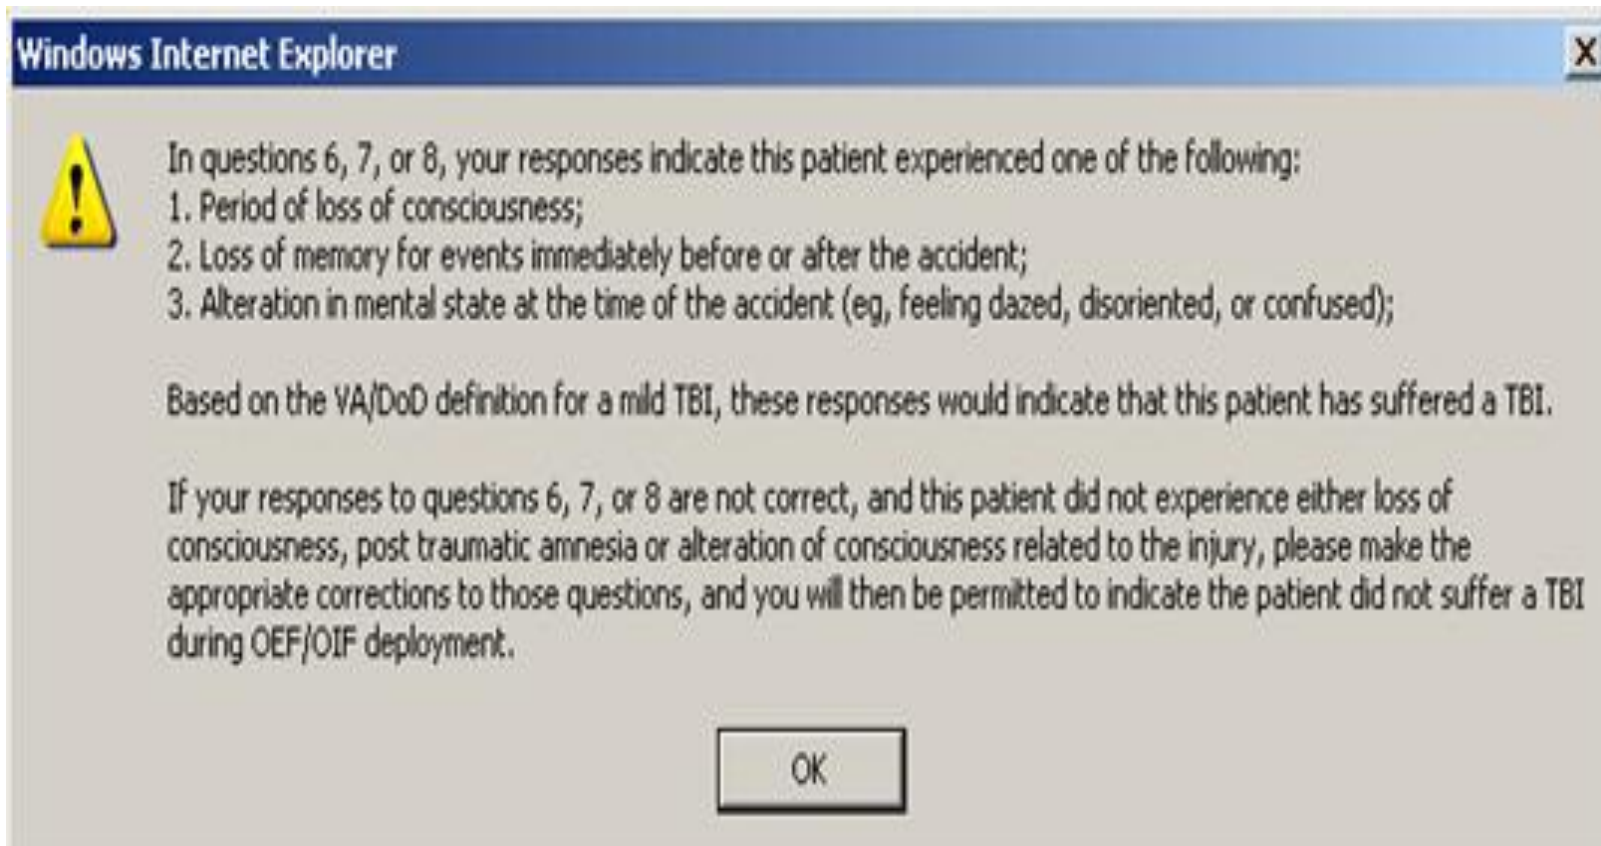 Windows Internet Explorer
X
In questions 6, 7, or 8, your responses indicate this patient experienced one of the following:
1. Period of loss of consciousness;
2. Loss of memory for events immediately before or after the accident;
3. Alteration in mental state at the time of the accident (eg, feeling dazed, disoriented, or confused);
Based on the VA/DoD definition for a mild TBI, these responses would indicate that this patient has suffered a TBI.
If your responses to questions 6, 7, or 8 are not correct, and this patient did not experience either loss of
consciousness, post traumatic amnesia or alteration of consciousness related to the injury, please make the
appropriate corrections to those questions, and you will then be permitted to indicate the patient did not suffer a TBI
during OEF/OIF deployment.
OK